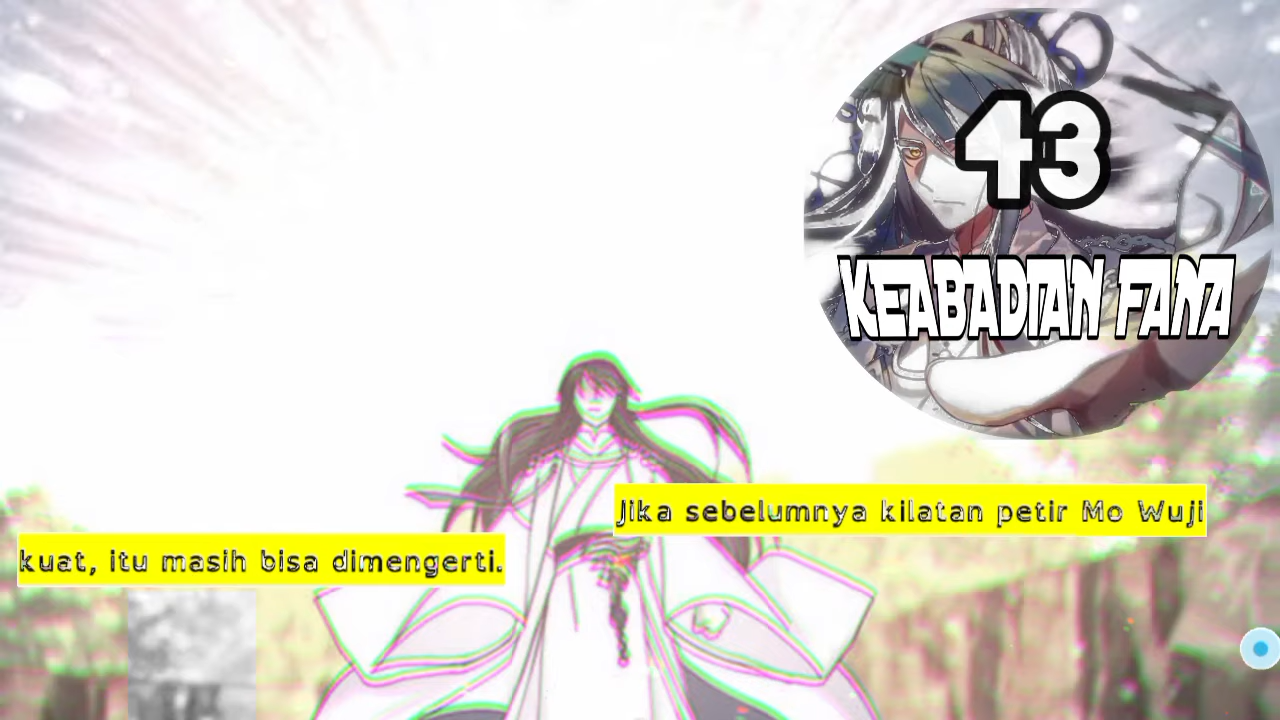 43
KEABADIAN FANA
Jika sebelumnya kilatan petir Mo Wuji
kuat, itu masih bisa dimengerti.